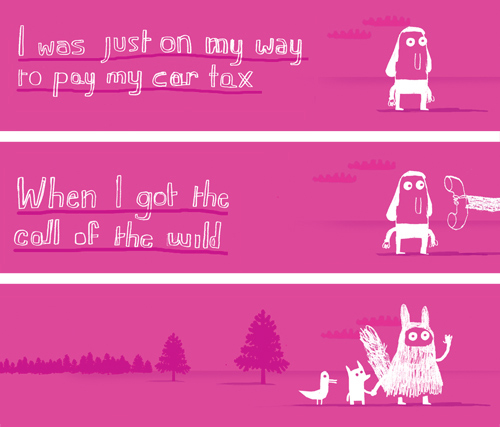 I was just on my way
to pay my car tax
When I got the
call of the wild